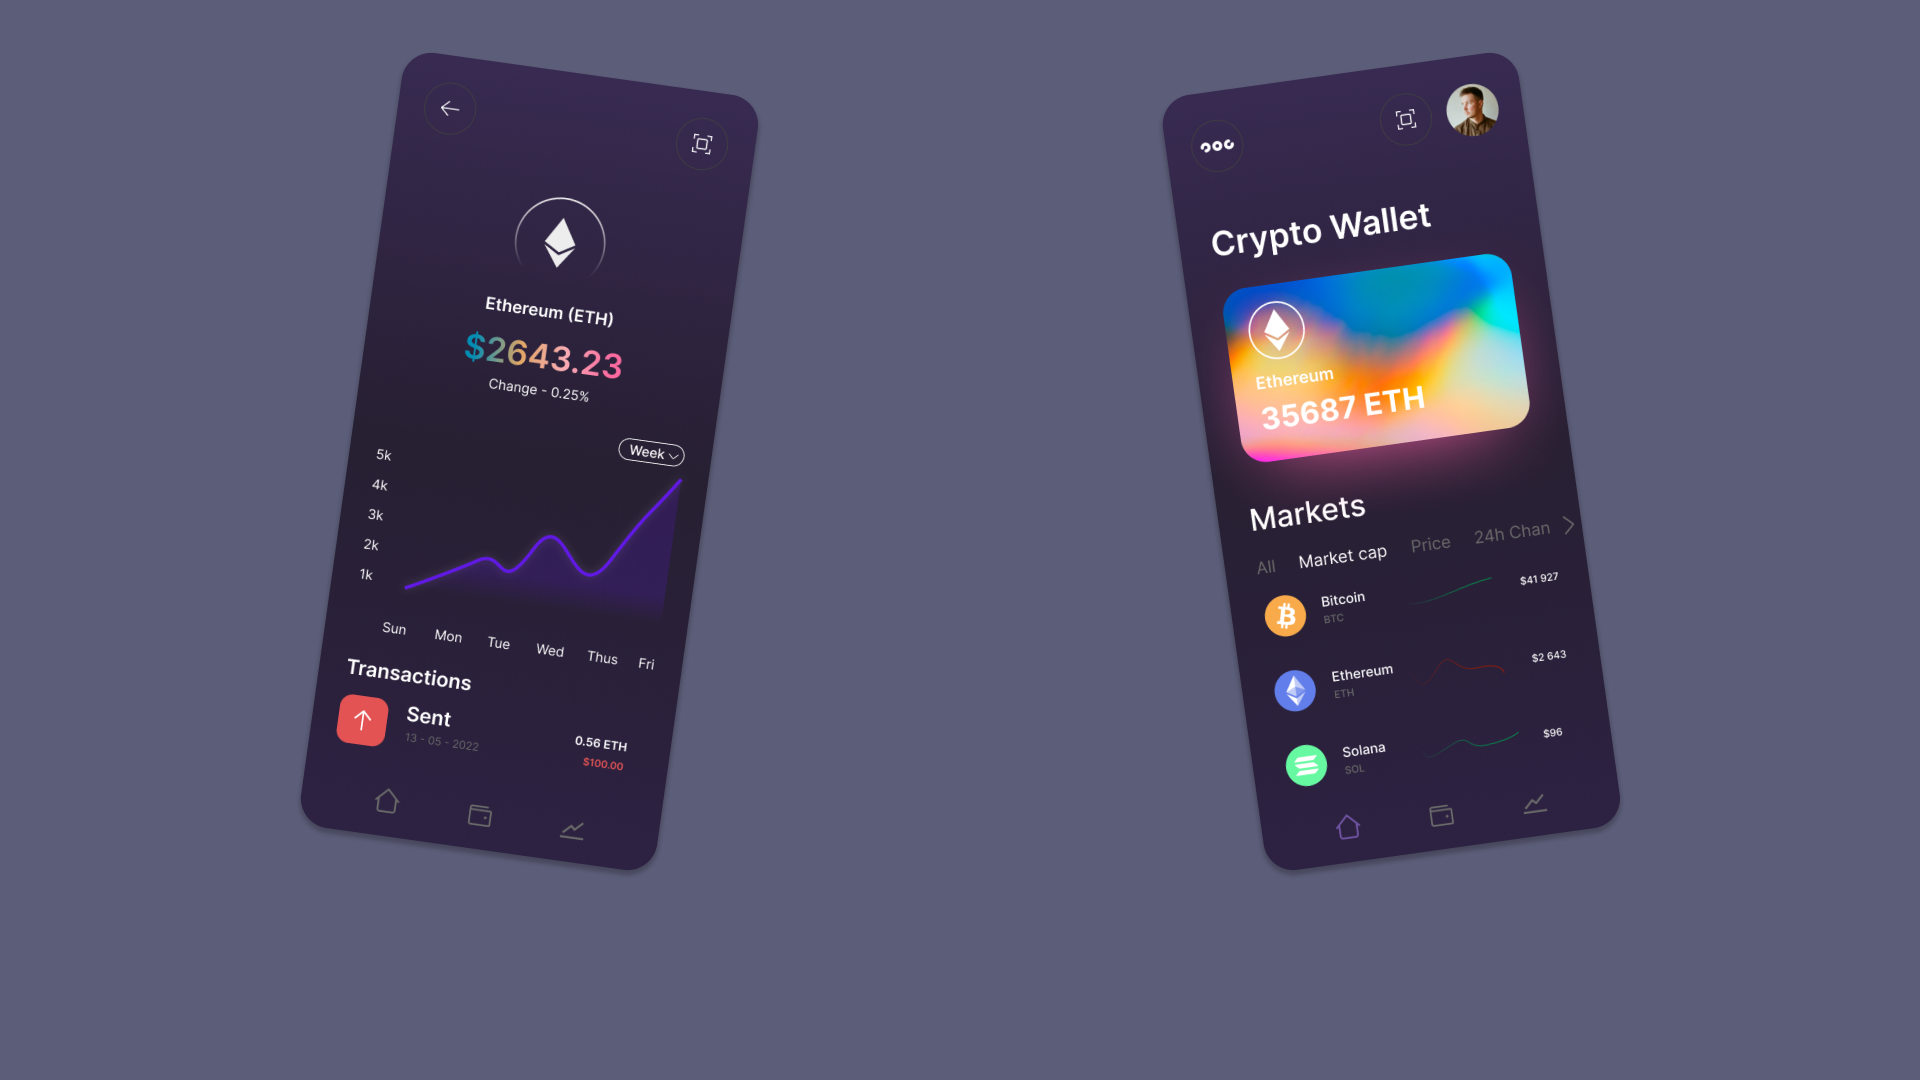 Ethereum (ETH)
$2643.23
Change - 0.25%
Week
5k
4k
3k
2k
1k
Sun Mon Tue Wed Thus Fri
Transactions
Sent
13 - 05 - 2022
0.56 ETH
$100.00
Crypto Wallet
Ethereum
35687 ETH
Markets
All Market cap Price 24h Chan
Bitcoin
BTC
$41 927
Ethereum
ETH
$2 643
Solana
SOL
$96